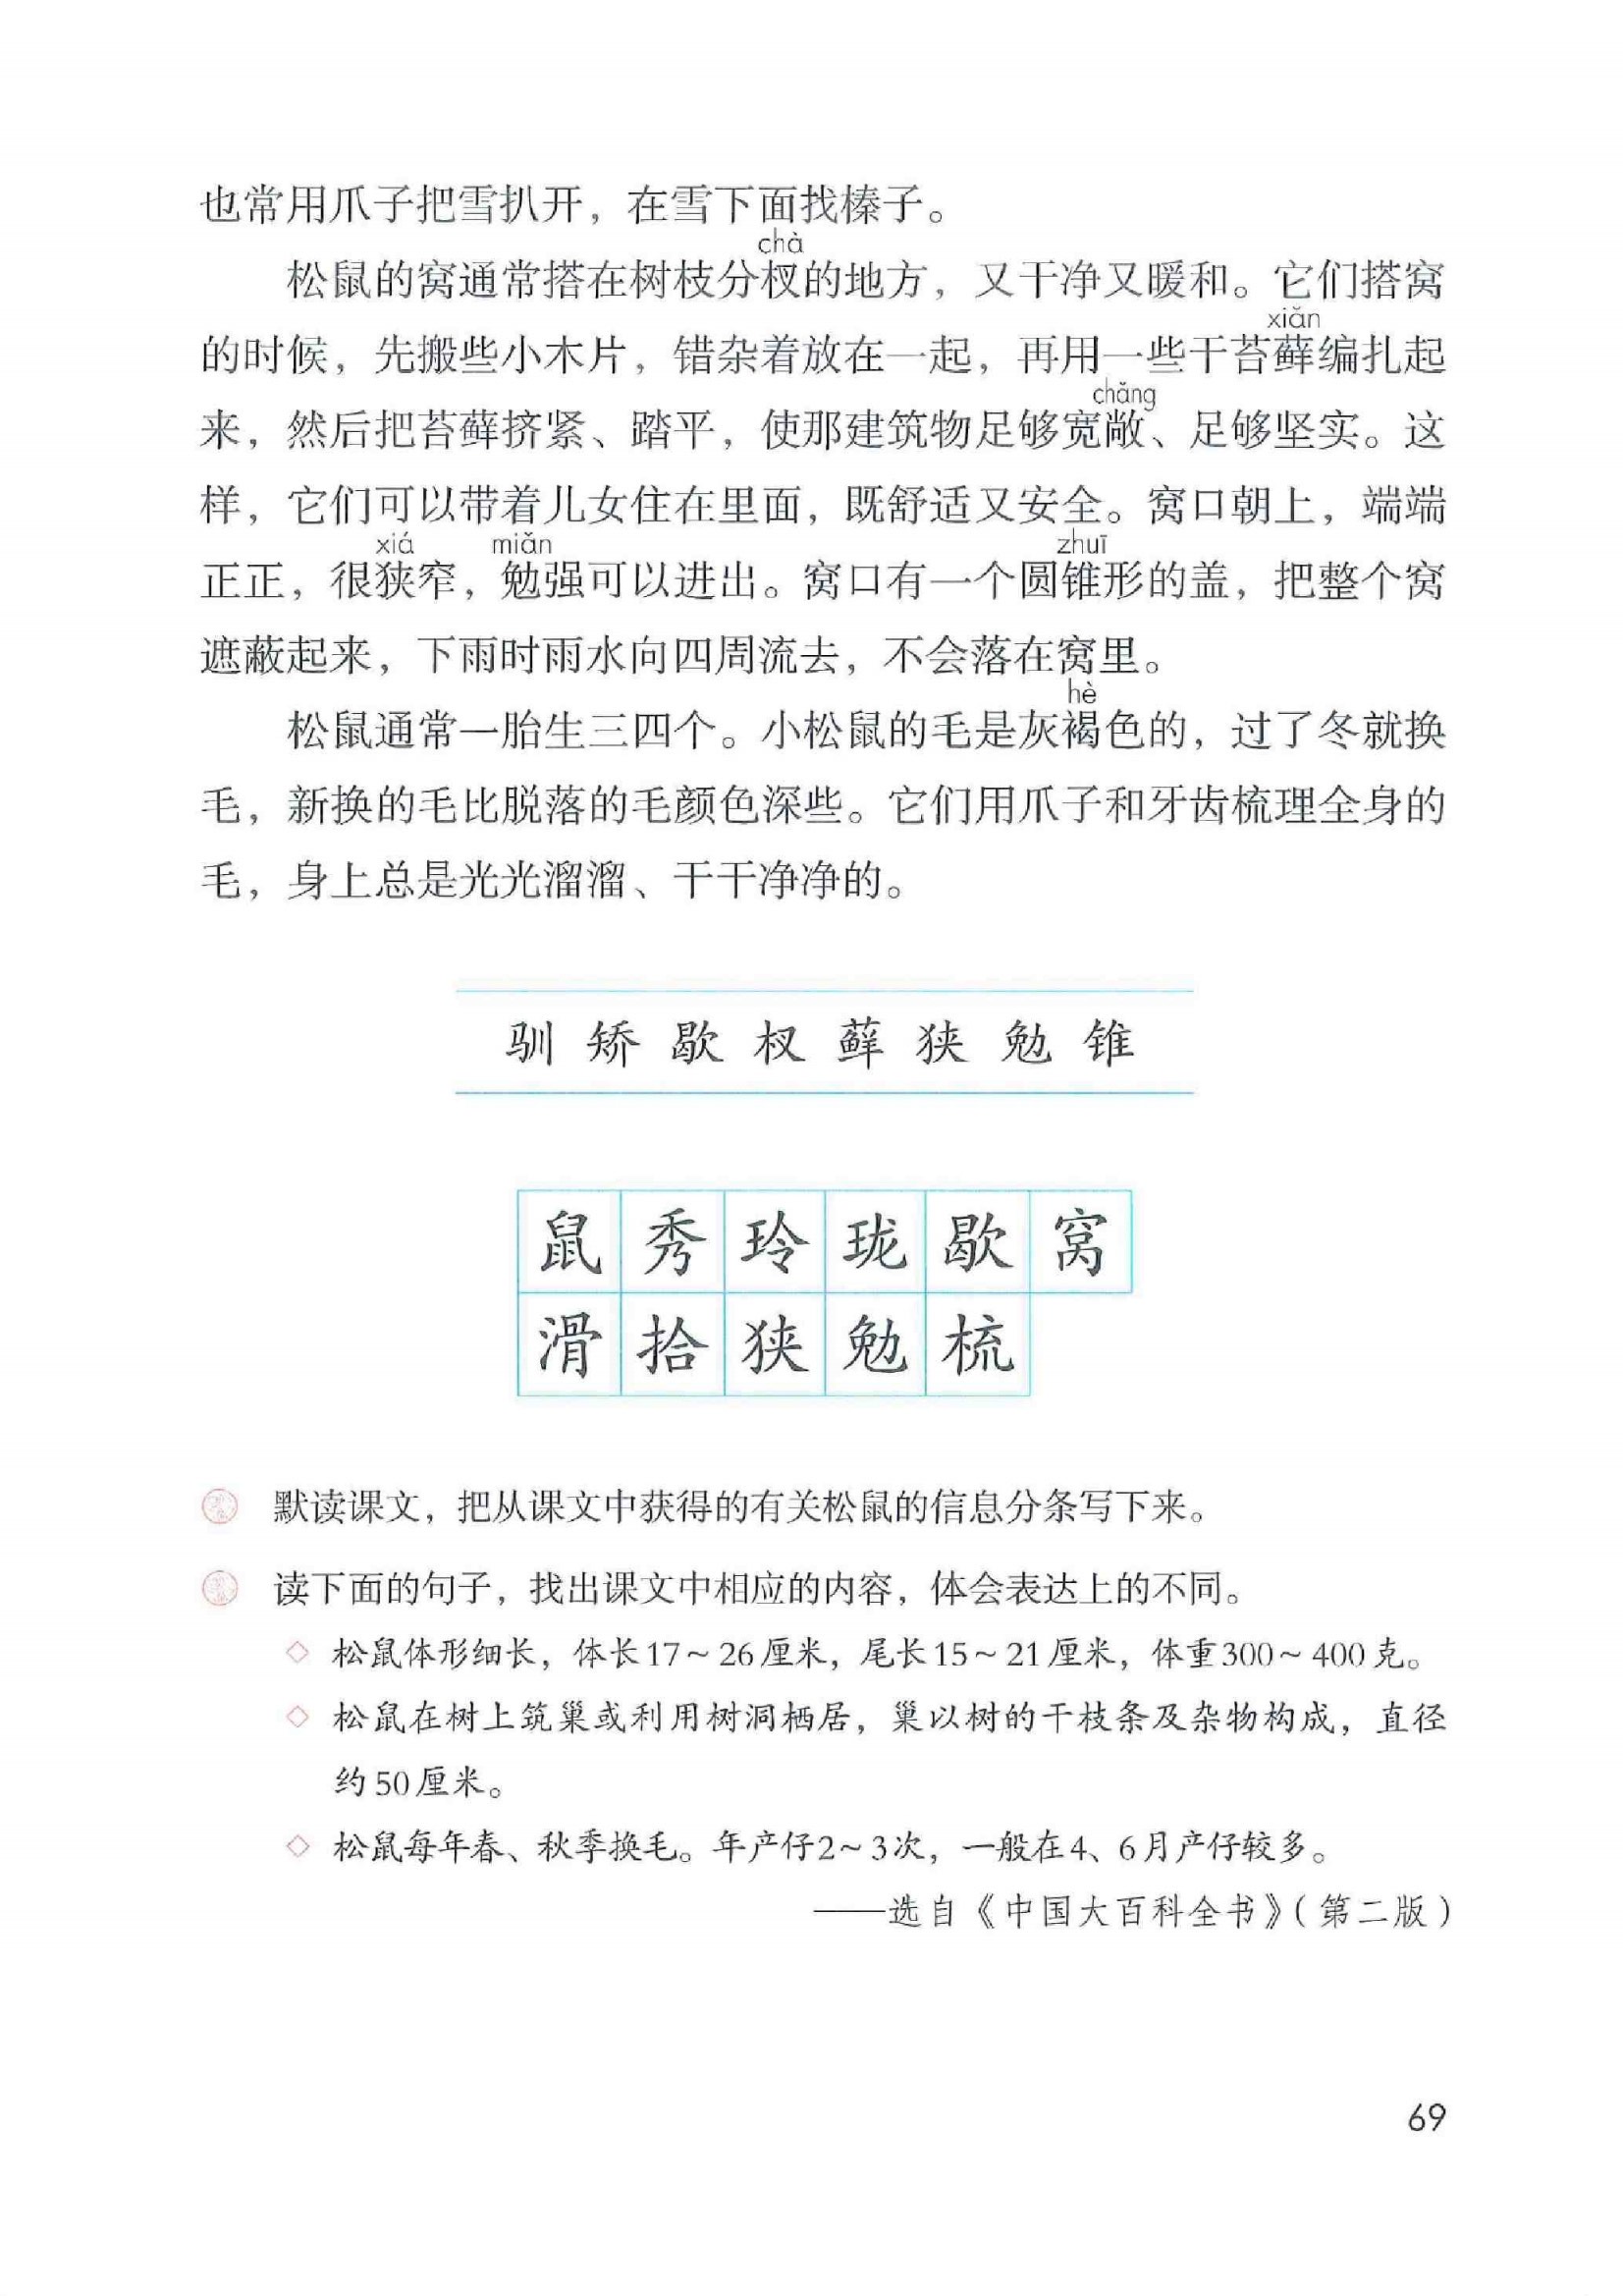 也常用爪子把雪扒开，在雪下面找榛子。
chà
松鼠的窝通常搭在树枝分杈的地方，又干净又暖和。它们搭窝
xiǎn
的时候，先搬些小木片，错杂着放在一起，再用一些干苔藓编扎起
chǎng
来，然后把苔藓挤紧、踏平，使那建筑物足够宽敞、足够坚实。这
样，它们可以带着儿女住在里面，既舒适又安全。窝口朝上，端端
xiá miǎn zhuī
正正，很狭窄，勉强可以进出。窝口有一个圆锥形的盖，把整个窝
遮蔽起来，下雨时雨水向四周流去，不会落在窝里。
hè
松鼠通常一胎生三四个。小松鼠的毛是灰褐色的，过了冬就换
毛，新换的毛比脱落的毛颜色深些。它们用爪子和牙齿梳理全身的
毛，身上总是光光溜溜、干干净净的。
驯 矫 歇 杈 藓 狭 勉 锥
鼠 秀 玲 珑 歇 窝
滑 拾 狭 勉 梳
默读课文，把从课文中获得的有关松鼠的信息分条写下来。
读下面的句子，找出课文中相应的内容，体会表达上的不同。
◇ 松鼠体形细长，体长17～26厘米，尾长15～21厘米，体重300～400克。
◇ 松鼠在树上筑巢或利用树洞栖居，巢以树的干枝条及杂物构成，直径
约50厘米。
◇ 松鼠每年春、秋季换毛。年产仔2～3次，一般在4、6月产仔较多。
——选自《中国大百科全书》（第二版）
69